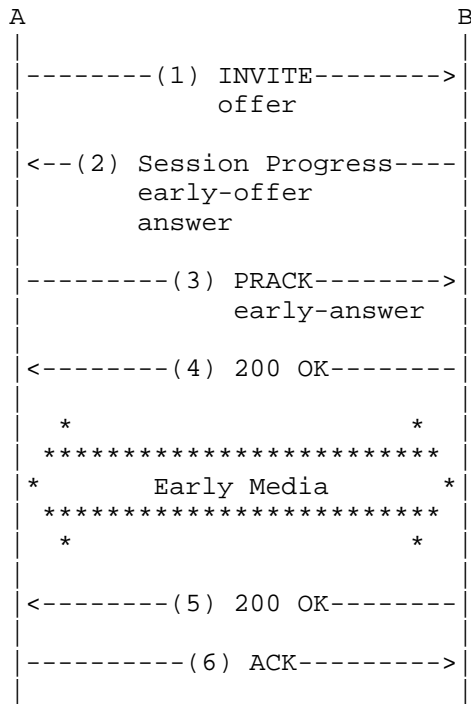 A B
|--------(1) INVITE-------->|
offer
|<--(2) Session Progress----|
early-offer
answer
|---------(3) PRACK-------->|
early-answer
|<--------(4) 200 OK--------|
* *
*************************
|* Early Media *|
*************************
* *
|<--------(5) 200 OK--------|
|----------(6) ACK--------->|